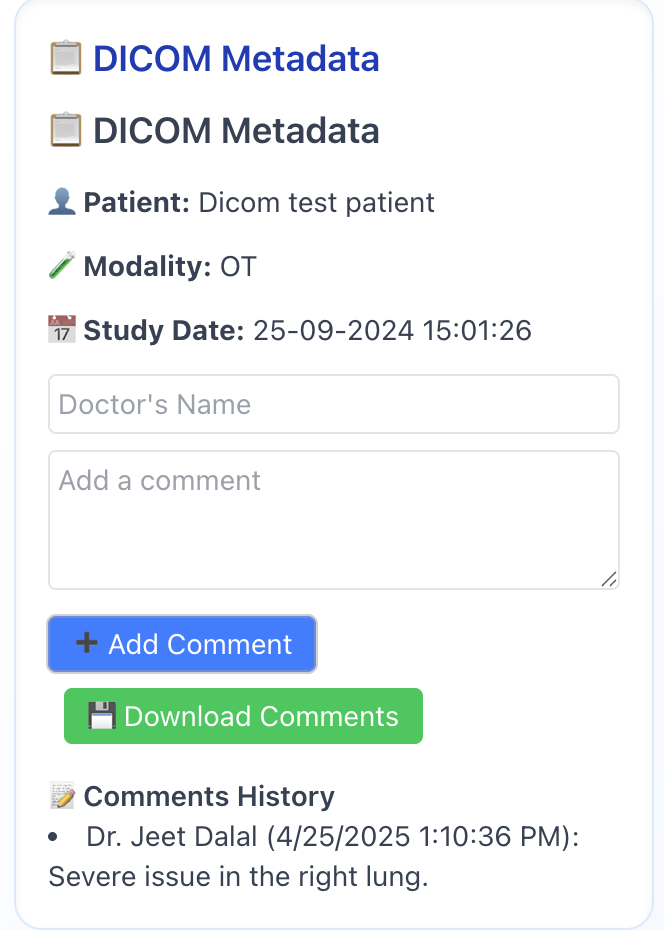 DICOM Metadata
DICOM Metadata
Patient: Dicom test patient
Modality: OT
Study Date: 25-09-2024 15:01:26
Doctor's Name
Add a comment
Add Comment
Download Comments
Comments History
• Dr. Jeet Dalal (4/25/2025 1:10:36 PM):
Severe issue in the right lung.